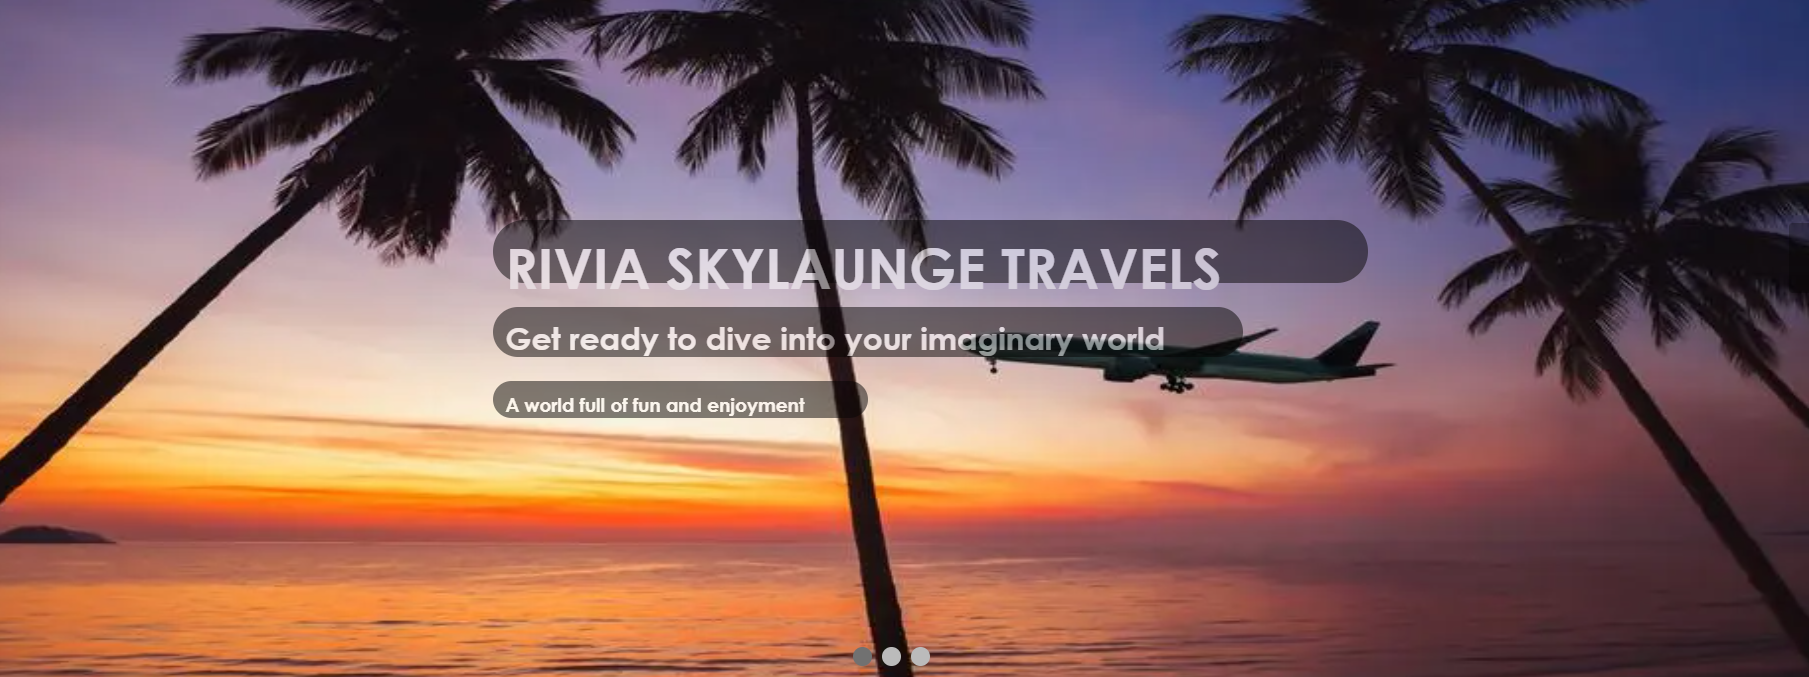 RIVIA SKYLAUNGE TRAVELS
Get ready to dive into your imaginary world
A world full of fun and enjoyment